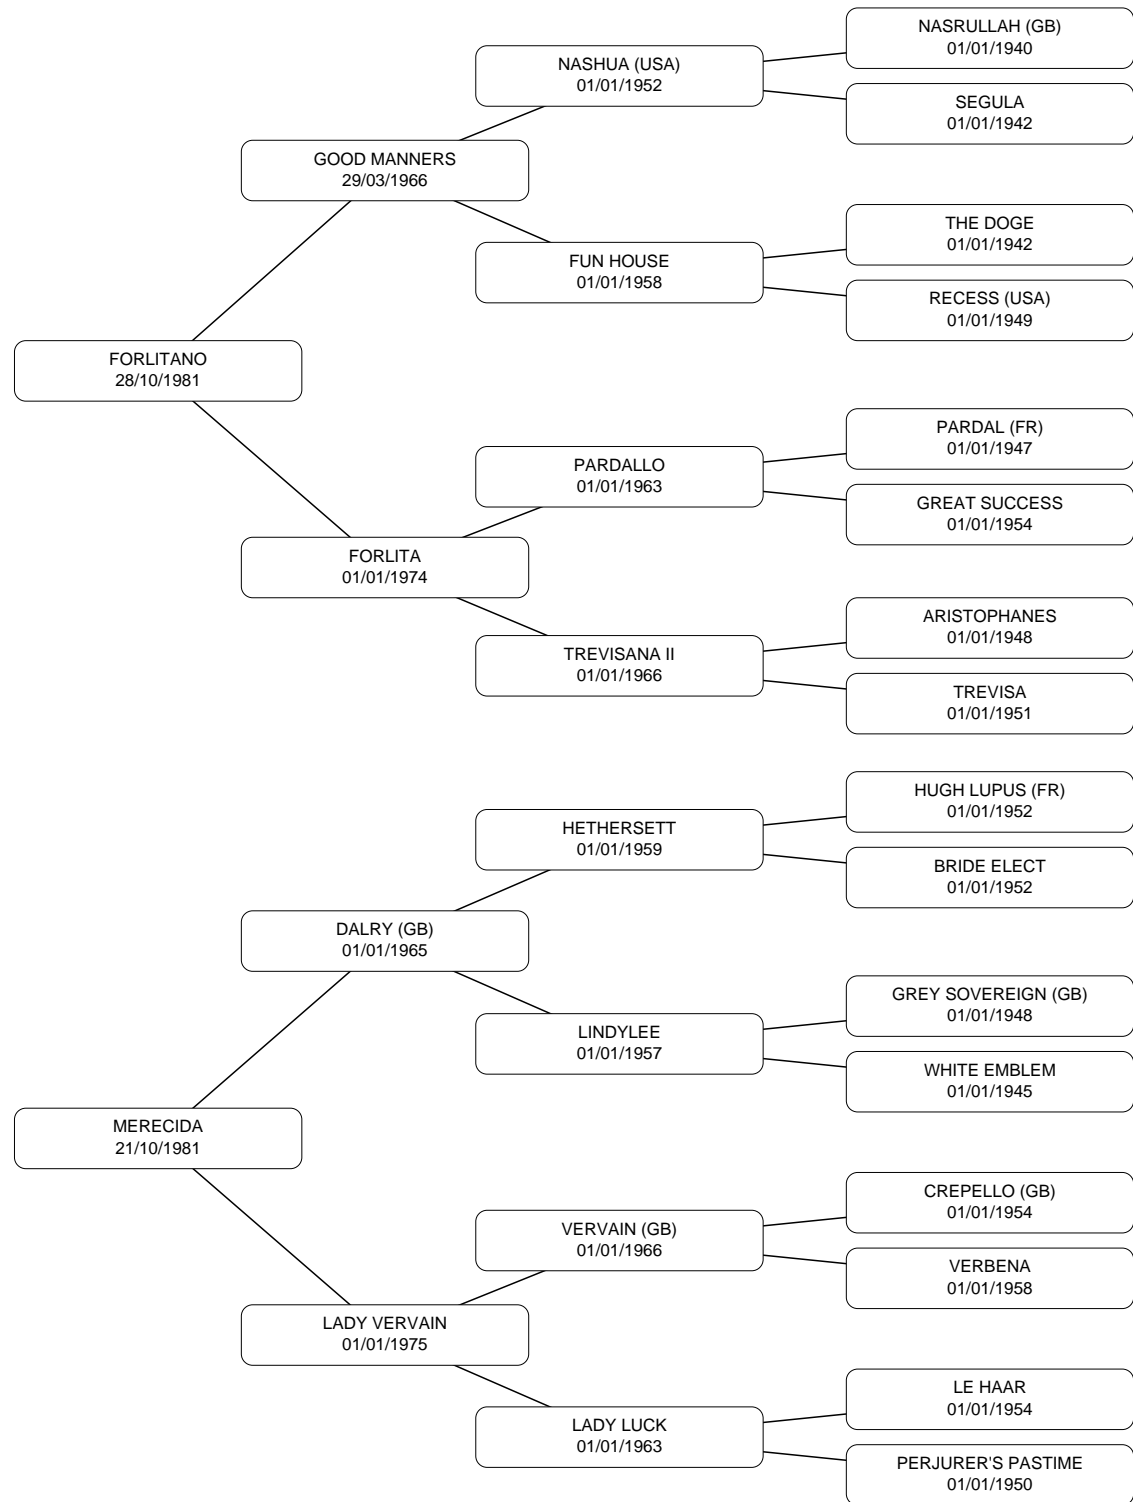 NASRULLAH (GB)
01/01/1940
NASHUA (USA)
01/01/1952
SEGULA
01/01/1942
GOOD MANNERS
29/03/1966
THE DOGE
01/01/1942
FUN HOUSE
01/01/1958
RECESS (USA)
01/01/1949
FORLITANO
28/10/1981
PARDAL (FR)
01/01/1947
PARDALLO
01/01/1963
GREAT SUCCESS
01/01/1954
FORLITA
01/01/1974
ARISTOPHANES
01/01/1948
TREVISANA II
01/01/1966
TREVISA
01/01/1951
HUGH LUPUS (FR)
01/01/1952
HETHERSETT
01/01/1959
BRIDE ELECT
01/01/1952
DALRY (GB)
01/01/1965
GREY SOVEREIGN (GB)
01/01/1948
LINDYLEE
01/01/1957
WHITE EMBLEM
01/01/1945
MERECIDA
21/10/1981
CREPELLO (GB)
01/01/1954
VERVAIN (GB)
01/01/1966
VERBENA
01/01/1958
LADY VERVAIN
01/01/1975
LE HAAR
01/01/1954
LADY LUCK
01/01/1963
PERJURER'S PASTIME
01/01/1950